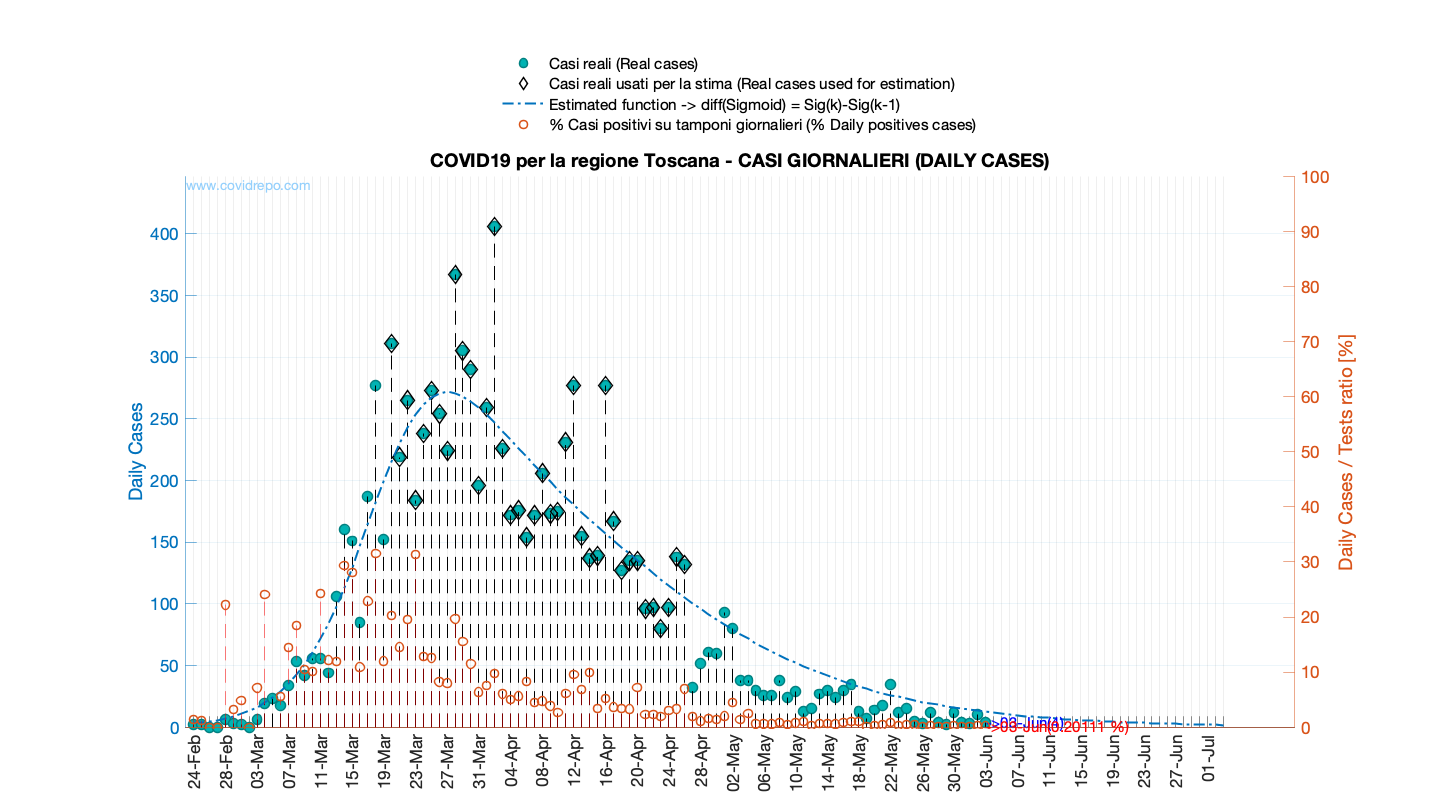 Casi reali (Real cases)
Casi reali usati per la stima (Real cases used for estimation)
Estimated function -> diff(Sigmoid) = Sig(k)-Sig(k-1)
% Casi positivi su tamponi giornalieri (% Daily positives cases)
COVID19 per la regione Toscana - CASI GIORNALIERI (DAILY CASES)
www.covidrepo.com
Daily Cases
400
350
300
250
200
150
100
50
0
100
90
80
70
60
50
40
30
20
10
0
Daily Cases / Tests ratio [%]
24-Feb
28-Feb
03-Mar
07-Mar
11-Mar
15-Mar
19-Mar
23-Mar
27-Mar
31-Mar
04-Apr
08-Apr
12-Apr
16-Apr
20-Apr
24-Apr
28-Apr
02-May
06-May
10-May
14-May
18-May
22-May
26-May
30-May
03-Jun
07-Jun
11-Jun
15-Jun
19-Jun
23-Jun
27-Jun
01-Jul